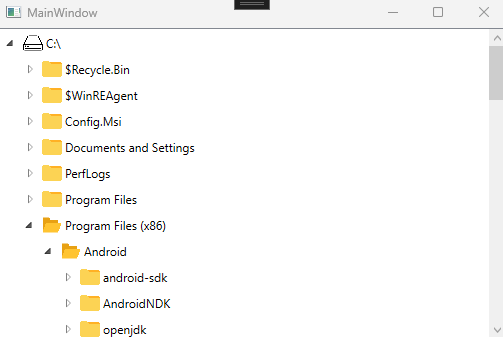 MainWindow
C:\
$Recycle.Bin
$WinREAgent
Config.Msi
Documents and Settings
PerfLogs
Program Files
Program Files (x86)
Android
android-sdk
AndroidNDK
openjdk